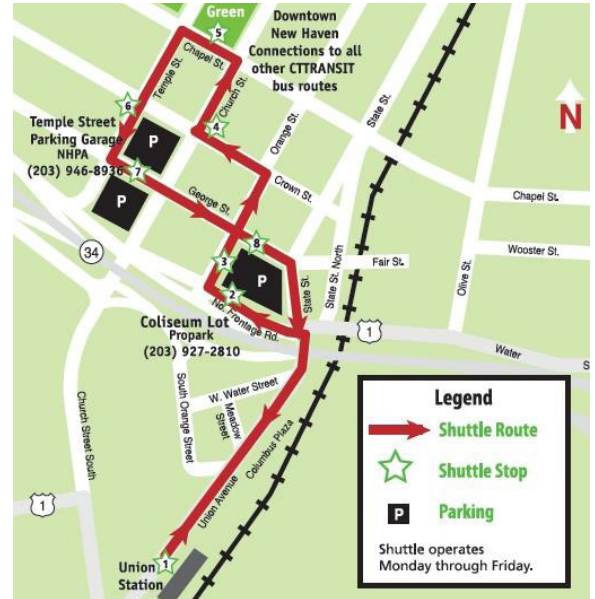 Green
5
Downtown
New Haven
Connections to all
other CTTRANSIT
bus routes
Chapel St.
Temple St.
Church St.
State St.
N
6
4
Orange St.
Temple Street
Parking Garage
NHPA
(203) 946-8936
P
7
P
Crown St.
Chapel St.
George St.
Wooster St.
34
8
3
P
2
Fair St.
State St.
State St. North
Olive St.
No. Frontage Rd.
1
Water
S
Coliseum Lot
Propark
(203) 927-2810
W. Water Street
South Orange Street
Meadow
Street
Church Street South
Columbus Plaza
Union Avenue
1
Union
Station
1
Legend
Shuttle Route
Shuttle Stop
P
Parking
Shuttle operates
Monday through Friday.